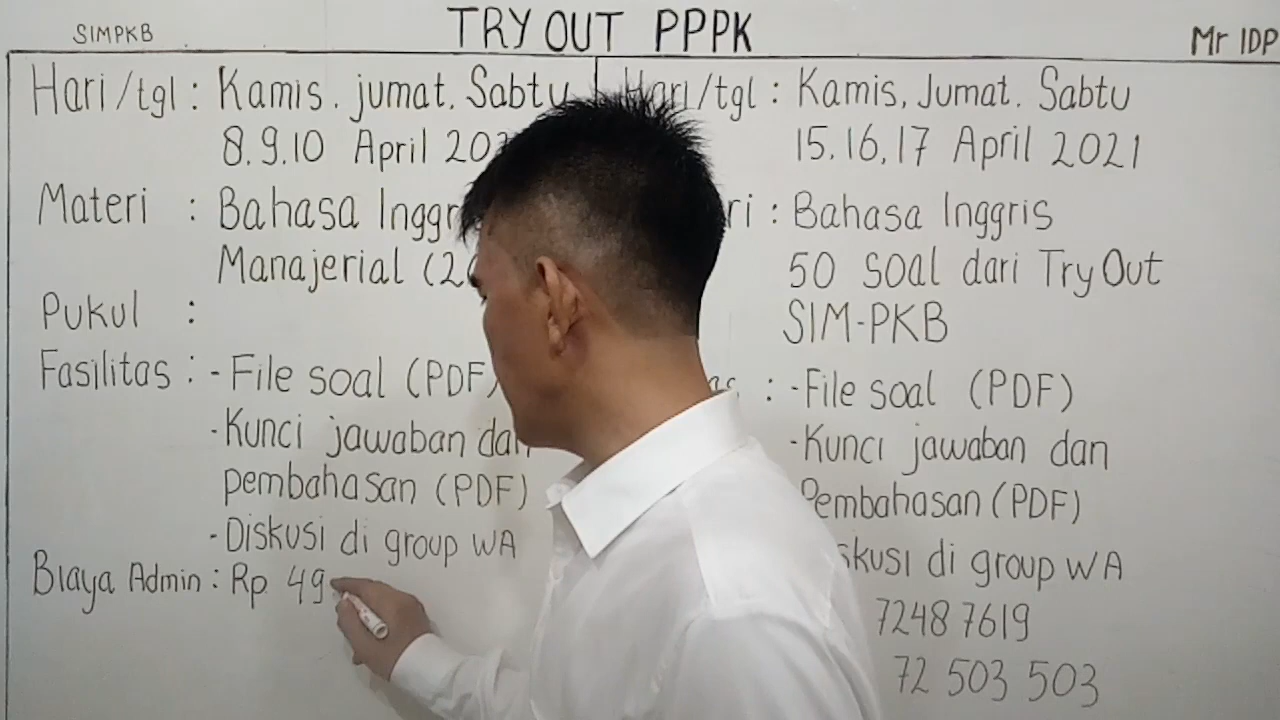 SIMPKB
TRY OUT PPPK
Mr IDP
Hari/tgl : Kamis, jumat, Sabtu
8.9.10 April
Materi : Bahasa
Manajerial
Pukul :
Fasilitas : - File soal (PDF)
- Kunci jawaban dan
pembahasan (PDF)
- Diskusi di group WA
Biaya Admin : Rp 49
Hari/tgl : Kamis, Jumat, Sabtu
15, 16, 17 April 2021
: Bahasa Inggris
50 Soal dari Try Out
SIM-PKB
: - File soal (PDF)
- Kunci jawaban dan
Pembahasan (PDF)
di group WA
7248 7619
72 503 503